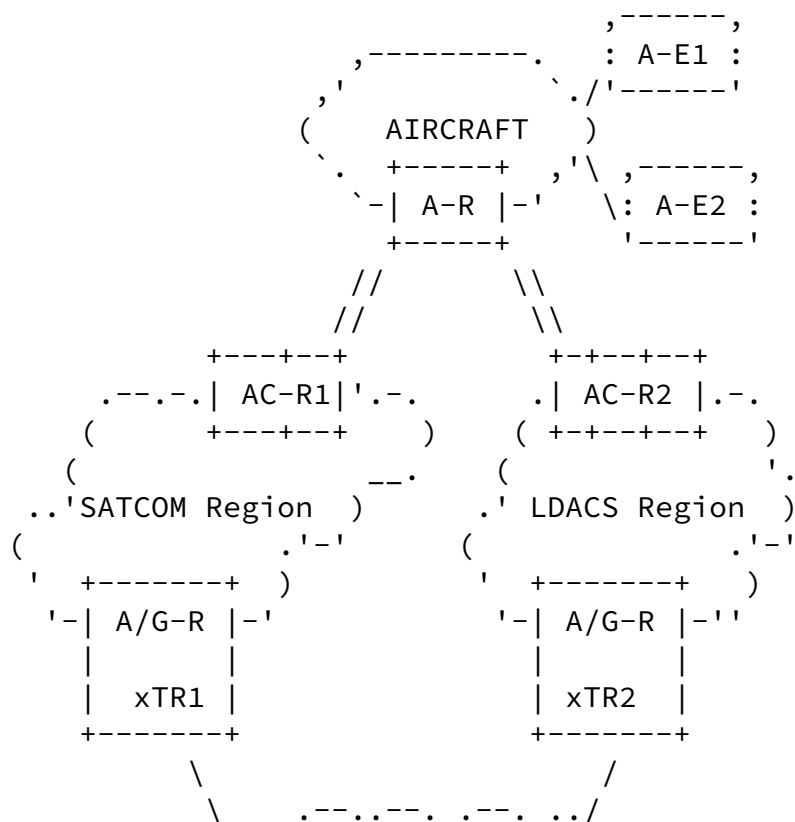 A-E1
AIRCRAFT
A-R
A-E2
AC-R1
AC-R2
SATCOM Region
LDACS Region
A/G-R
A/G-R
xTR1
xTR2